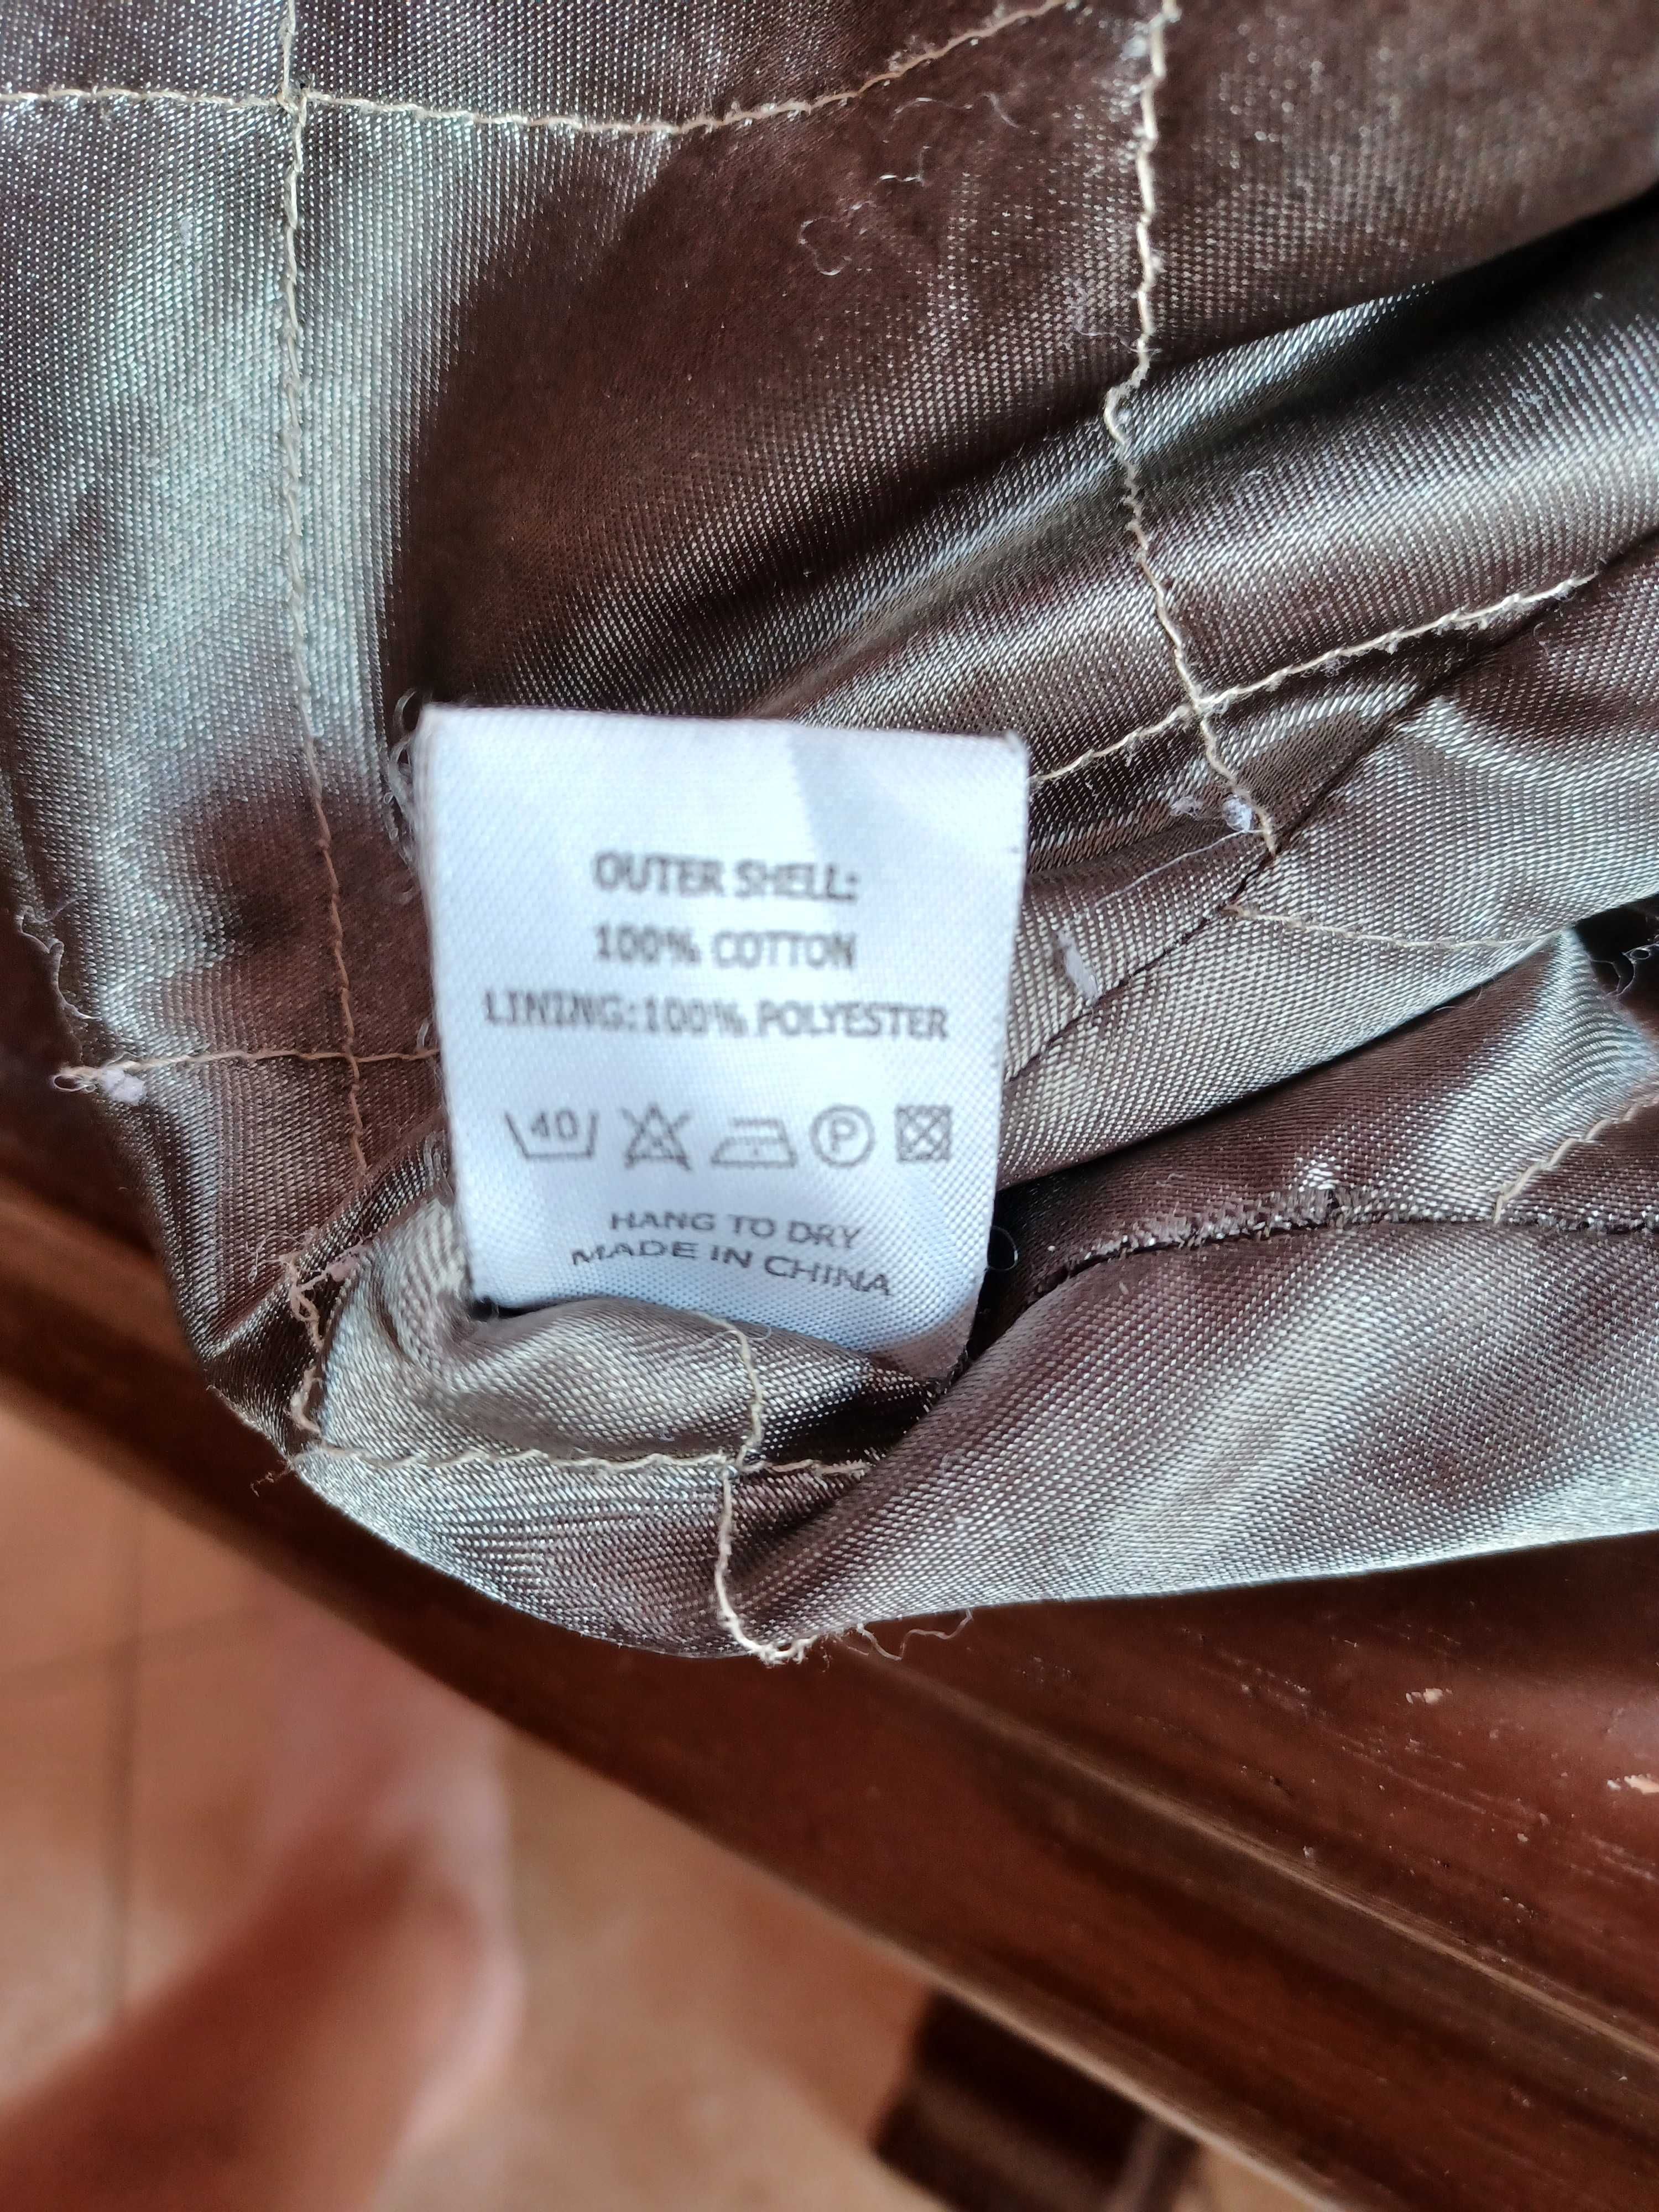 OUTER SHELL:
100% COTTON
LINING:100% POLYESTER
40 P
HANG TO DRY
MADE IN CHINA